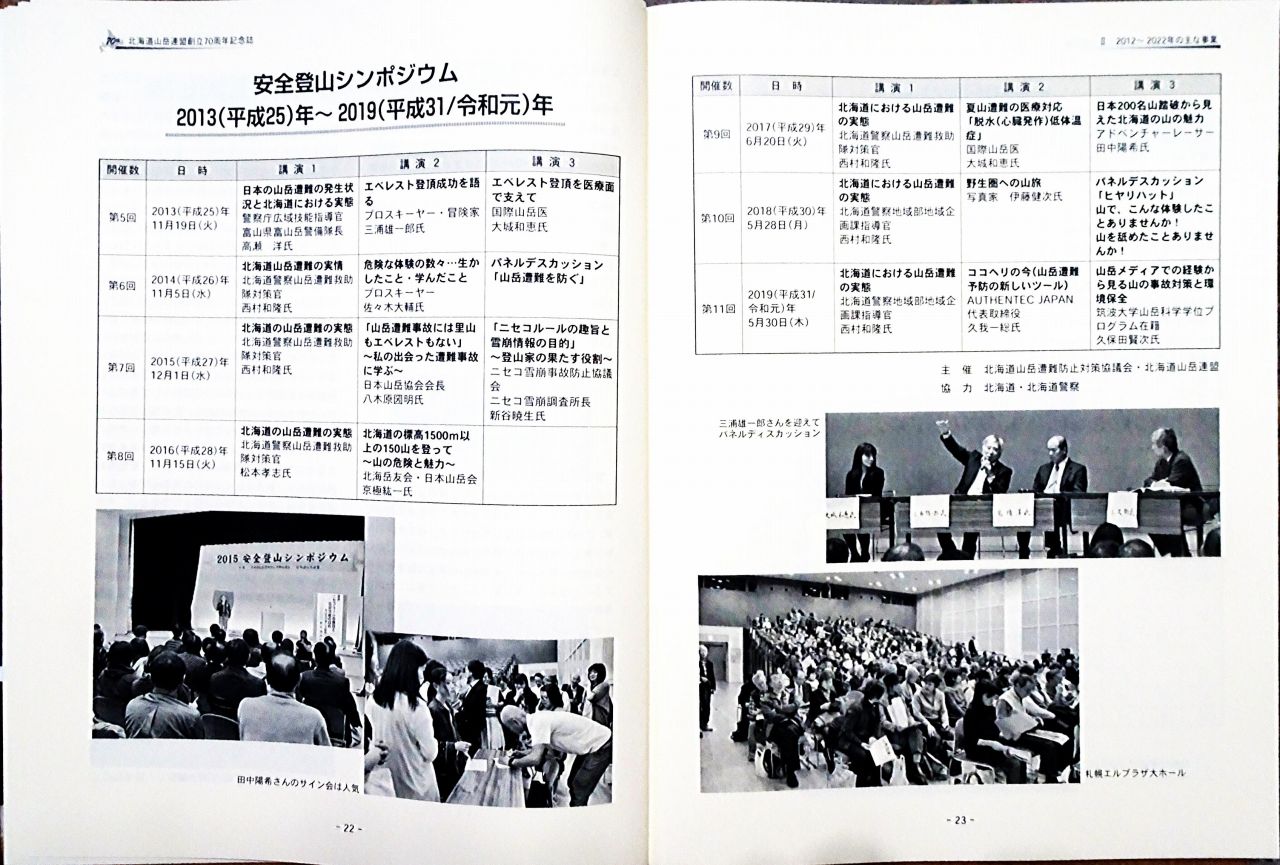 70th 北海道山岳連盟創立70周年記念誌
安全登山シンポジウム
2013(平成25)年～2019(平成31/令和元)年
開催数 日時 講演1 講演2 講演3
第5回
2013(平成25)年
11月19日(火)
日本の山岳遭難の発生状
況と北海道における実態
警察庁広域技能指導官
富山県富山岳警備隊長
高瀬 洋氏
エベレスト登頂成功を語
る
プロスキーヤー・冒険家
三浦雄一郎氏
エベレスト登頂を医療面
で支えて
国際山岳医
大城和恵氏
第6回
2014(平成26)年
11月5日(水)
北海道山岳遭難の実情
北海道警察山岳遭難救助
隊対策官
西村和隆氏
危険な体験の数々…生か
したこと・学んだこと
プロスキーヤー
佐々木大輔氏
パネルデスカッション
「山岳遭難を防ぐ」
第7回
2015(平成27)年
12月1日(水)
北海道の山岳遭難の実態
北海道警察山岳遭難救助
隊対策官
西村和隆氏
「山岳遭難事故には里山
もエベレストもない」
～私の出会った遭難事故
に学ぶ～
日本山岳協会会長
八木原圀明氏
「ニセコルールの趣旨と
雪崩情報の目的」
～登山家の果たす役割～
ニセコ雪崩事故防止協議
会
ニセコ雪崩調査所長
新谷暁生氏
第8回
2016(平成28)年
11月15日(火)
北海道の山岳遭難の実態
北海道警察山岳遭難救助
隊対策官
松本孝志氏
北海道の標高1500m以
上の150山を登って
～山の危険と魅力～
北海岳友会・日本山岳会
京極紘一氏
2015 安全登山シンポジウム
田中陽希さんのサイン会は人気
- 22 -
Ⅱ 2012～2022年の主な事業
開催数 日時 講演1 講演2 講演3
第9回
2017(平成29)年
6月20日(火)
北海道における山岳遭難
の実態
北海道警察山岳遭難救助
隊対策官
西村和隆氏
夏山遭難の医療対応
「脱水(心臓発作)低体温
症」
国際山岳医
大城和恵氏
日本200名山踏破から見
えた北海道の山の魅力
アドベンチャーレーサー
田中陽希氏
第10回
2018(平成30)年
5月28日(月)
北海道における山岳遭難
の実態
北海道警察地域部地域企
画課指導官
西村和隆氏
野生圏への山旅
写真家 伊藤健次氏
パネルデスカッション
「ヒヤリハット」
山で、こんな体験したこ
とありませんか！
山を舐めたことありませ
んか！
第11回
2019(平成31/
令和元)年
5月30日(木)
北海道における山岳遭難
の実態
北海道警察地域部地域企
画課指導官
西村和隆氏
ココヘリの今(山岳遭難
予防の新しいツール)
AUTHENTEC JAPAN
代表取締役
久我一総氏
山岳メディアでの経験か
ら見る山の事故対策と環
境保全
筑波大学山岳科学学位プ
ログラム在籍
久保田賢次氏
主 催 北海道山岳遭難防止対策協議会・北海道山岳連盟
協 力 北海道・北海道警察
三浦雄一郎さんを迎えて
パネルティスカッション
札幌エルプラザ大ホール
- 23 -